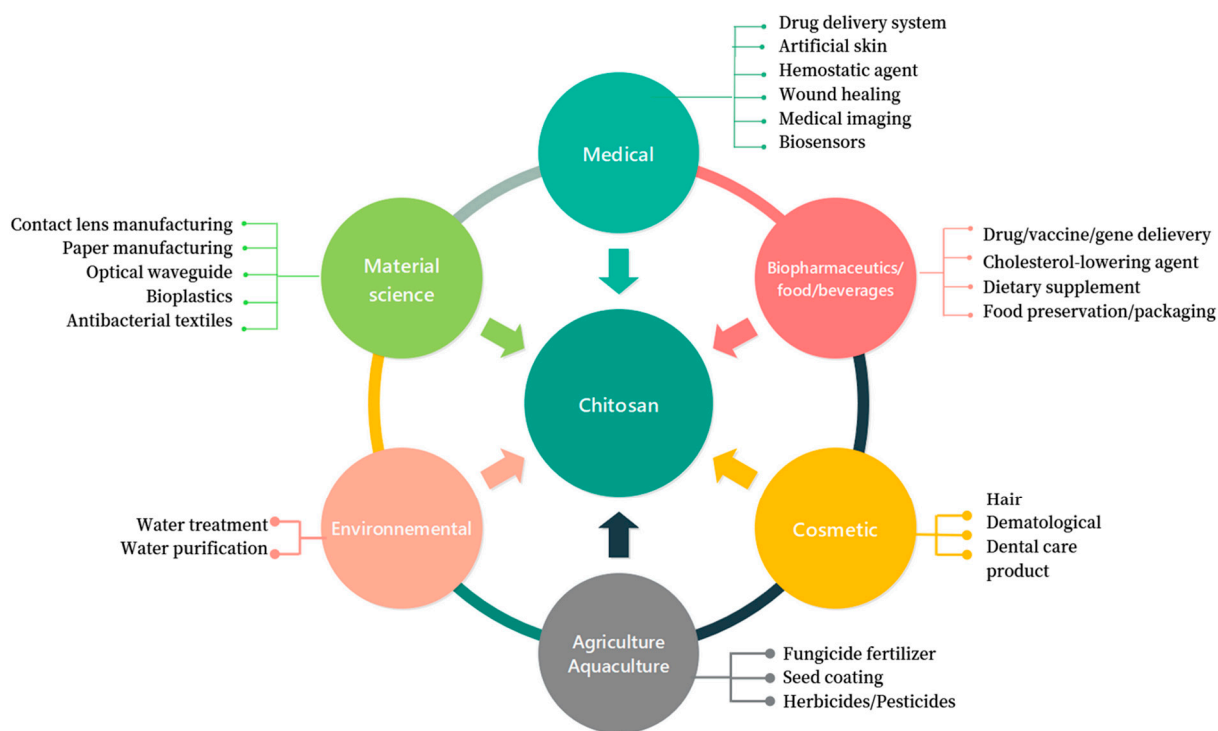 Drug delivery system
Artificial skin
Hemostatic agent
Wound healing
Medical imaging
Biosensors
Medical
Contact lens manufacturing
Paper manufacturing
Optical waveguide
Bioplastics
Antibacterial textiles
Material
science
Biopharmaceutics/
food/beverages
Drug/vaccine/gene delievery
Cholesterol-lowering agent
Dietary supplement
Food preservation/packaging
Chitosan
Water treatment
Water purification
Environnemental
Cosmetic
Hair
Dematological
Dental care
product
Agriculture
Aquaculture
Fungicide fertilizer
Seed coating
Herbicides/Pesticides